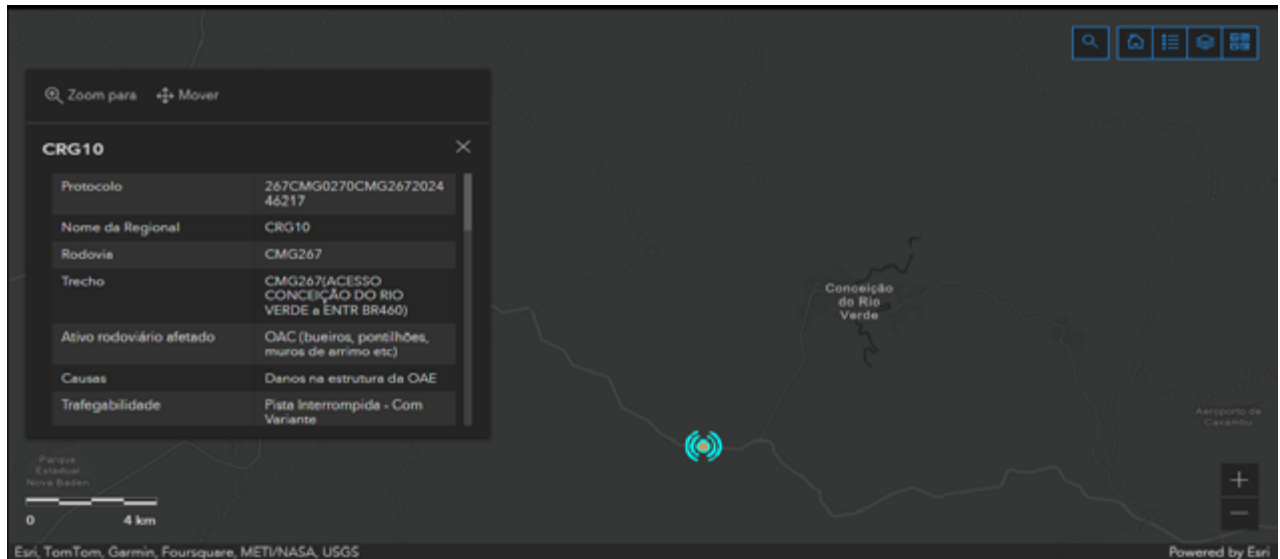 Zoom para Mover
CRG10
Protocolo 267CMG0270CMG2672024
46217
Nome da Regional CRG10
Rodovia CMG267
Trecho CMG267(ACESSO
CONCEIÇÃO DO RIO
VERDE a ENTR BR460)
Ativo rodoviário afetado OAC (bueiros, pontilhões,
muros de arrimo etc)
Causas Danos na estrutura da OAE
Trafegabilidade Pista Interrompida - Com
Variante
Conceição
do Rio
Verde
Aeroporto de
Caxambu
Parque
Estadual
Nova Baden
0 4 km
Esri, TomTom, Garmin, Foursquare, METI/NASA, USGS
Powered by Esri